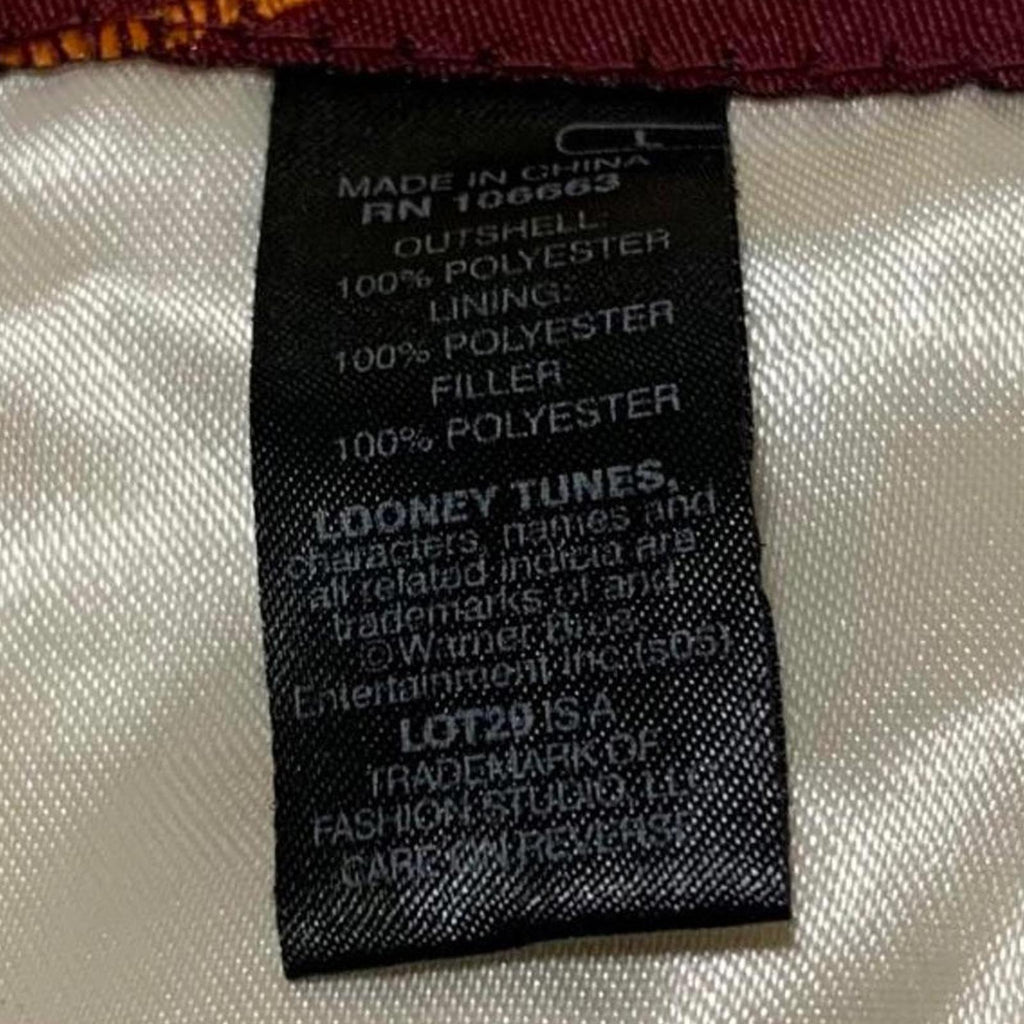 L
MADE IN CHINA
RN 106663
OUTSHELL:
100% POLYESTER
LINING:
100% POLYESTER
FILLER
100% POLYESTER
LOONEY TUNES,
characters, names and
all related indicia are
trademarks of and
©Warner Bros.
Entertainment Inc. (s06)
LOT29 IS A
TRADEMARK OF
FASHION STUDIO, LLC
CARE ON REVERSE